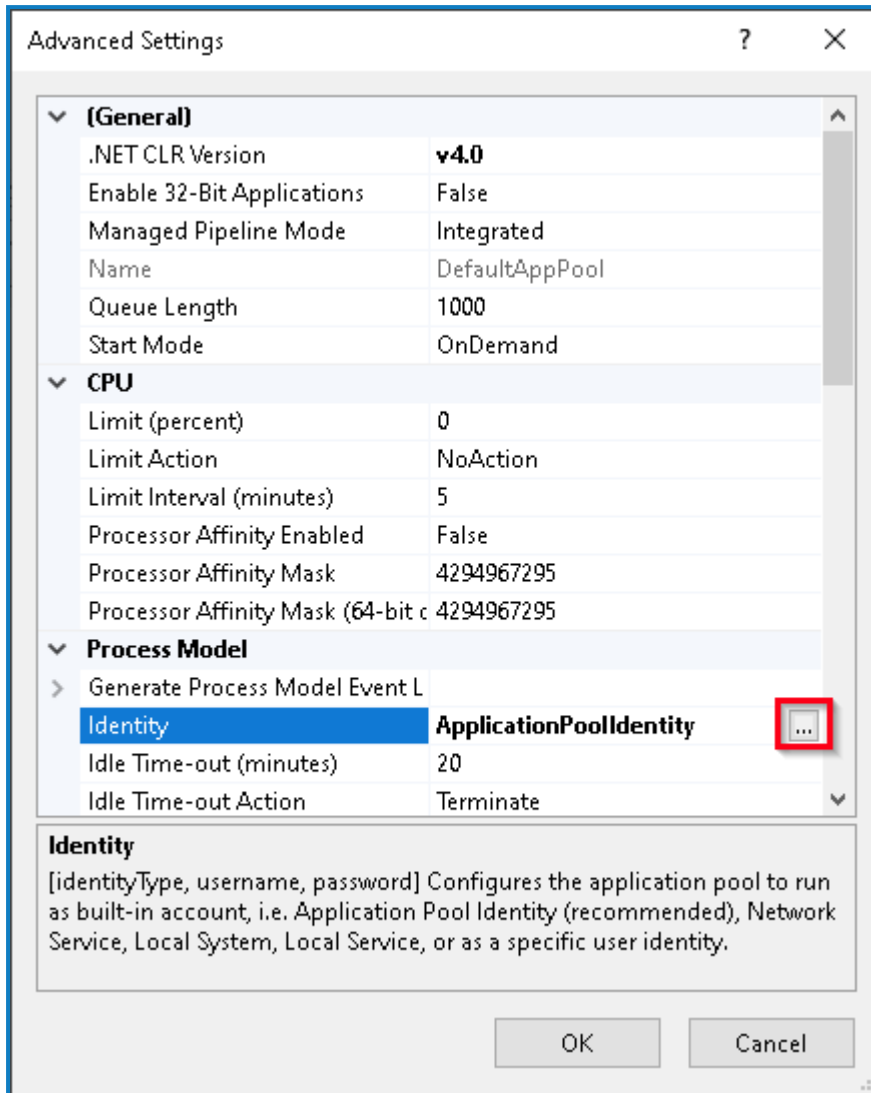 Advanced Settings ?
(General)
.NET CLR Version v4.0
Enable 32-Bit Applications False
Managed Pipeline Mode Integrated
Name DefaultAppPool
Queue Length 1000
Start Mode OnDemand
CPU
Limit (percent) 0
Limit Action NoAction
Limit Interval (minutes) 5
Processor Affinity Enabled False
Processor Affinity Mask 4294967295
Processor Affinity Mask (64-bit c 4294967295
Process Model
Generate Process Model Event L
Identity ApplicationPoolIdentity ...
Idle Time-out (minutes) 20
Idle Time-out Action Terminate
Identity
[identityType, username, password] Configures the application pool to run
as built-in account, i.e. Application Pool Identity (recommended), Network
Service, Local System, Local Service, or as a specific user identity.
OK Cancel